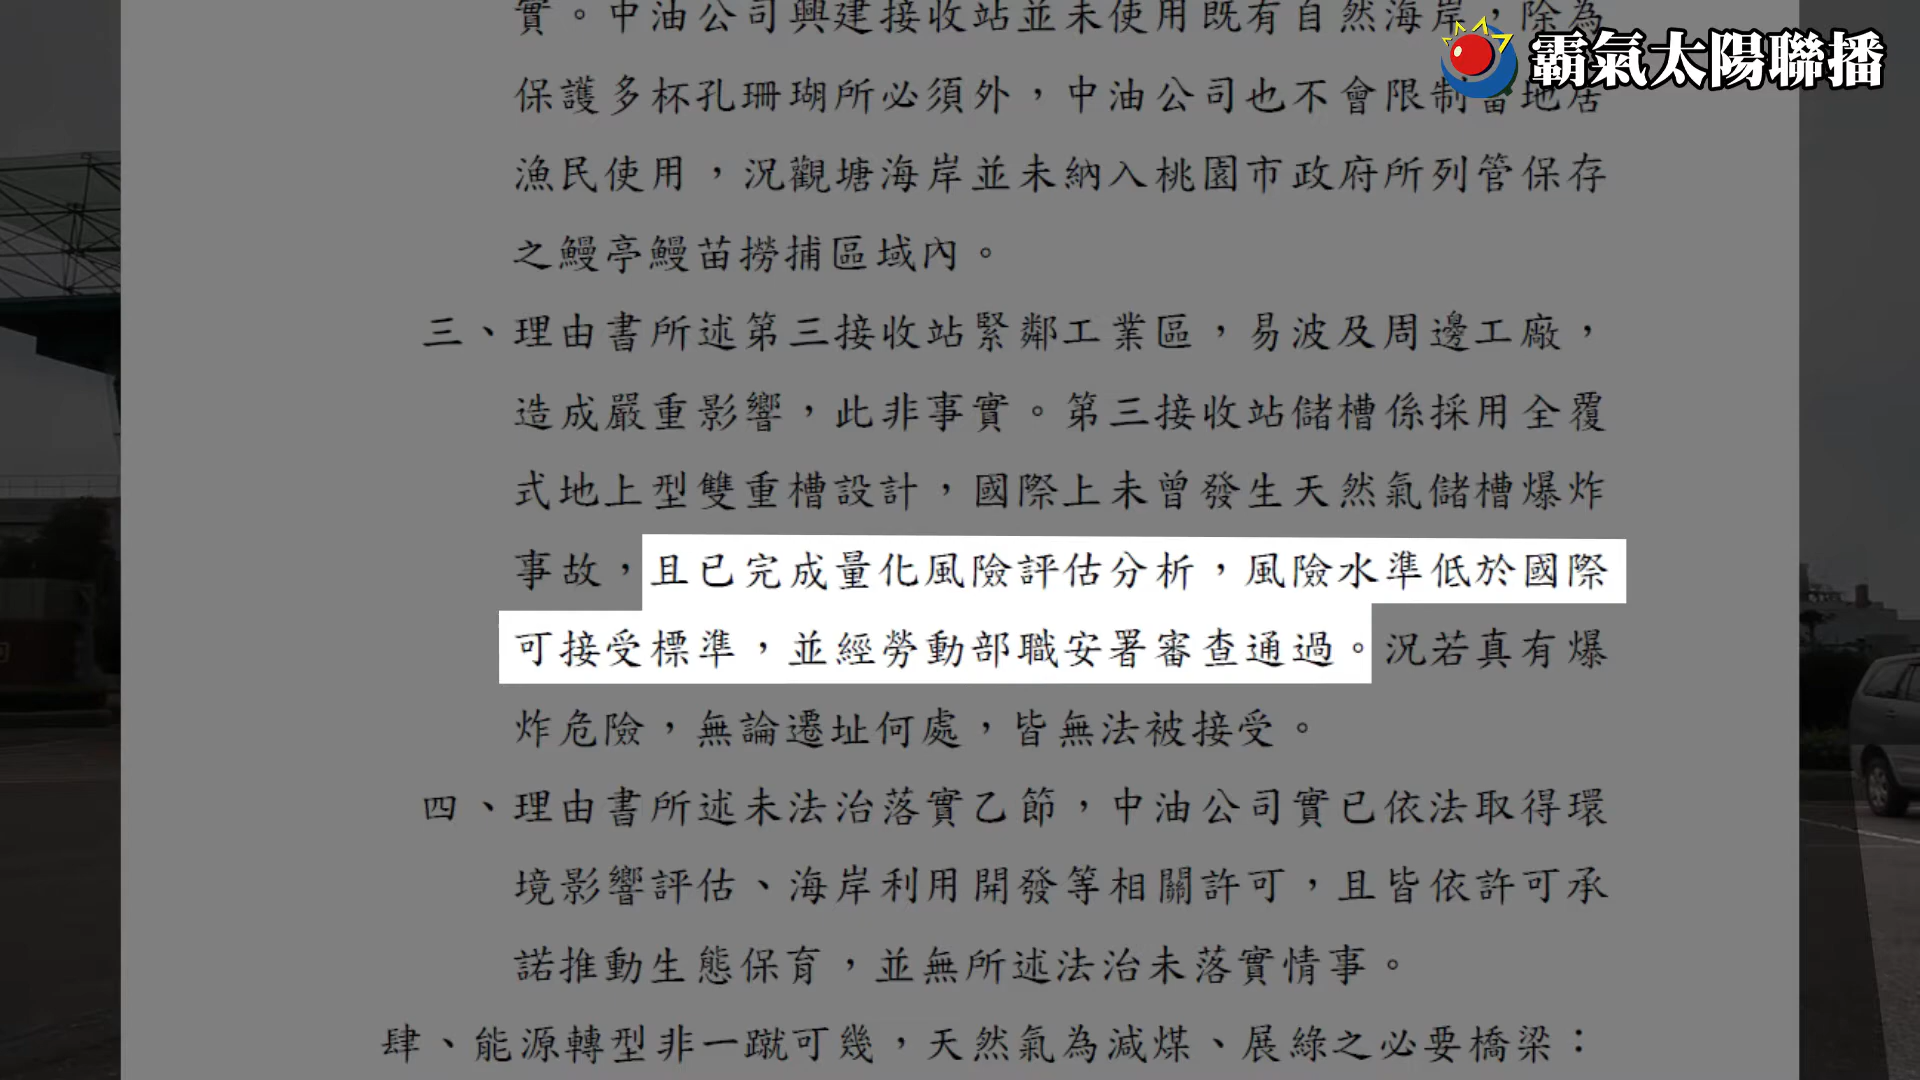 實。中油公司興建接收站並未使用既有自然海岸，除為
霸氣太陽聯播
保護多杯孔珊瑚所必須外，中油公司也不會限制當地居
漁民使用，況觀塘海岸並未納入桃園市政府所列管保存
之鰻亭鰻苗撈捕區域內。
三、理由書所述第三接收站緊鄰工業區，易波及周邊工廠，
造成嚴重影響，此非事實。第三接收站儲槽係採用全覆
式地上型雙重槽設計，國際上未曾發生天然氣儲槽爆炸
事故，且已完成量化風險評估分析，風險水準低於國際
可接受標準，並經勞動部職安署審查通過。況若真有爆
炸危險，無論遷址何處，皆無法被接受。
四、理由書所述未法治落實乙節，中油公司實已依法取得環
境影響評估、海岸利用開發等相關許可，且皆依許可承
諾推動生態保育，並無所述法治未落實情事。
肆、能源轉型非一蹴可幾，天然氣為減煤、展綠之必要橋梁：